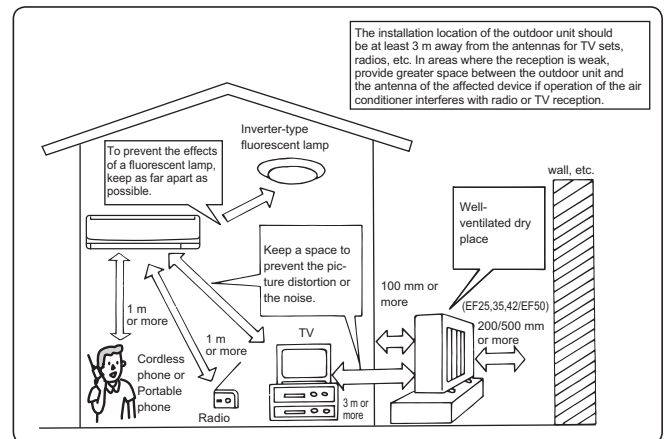 The installation location of the outdoor unit should
be at least 3 m away from the antennas for TV sets,
radios, etc. In areas where the reception is weak,
provide greater space between the outdoor unit and
the antenna of the affected device if operation of the air
conditioner interferes with radio or TV reception.
Inverter-type
fluorescent lamp
To prevent the effects
of a fluorescent lamp,
keep as far apart as
possible.
wall, etc.
Well-
ventilated dry
place
Keep a space to
prevent the pic-
ture distortion or
the noise.
100 mm or
more
(EF25,35,42/EF50)
200/500 mm
or more
1 m
or more
1 m
or more
TV
Cordless
phone or
Portable
phone
Radio
3 m or
more